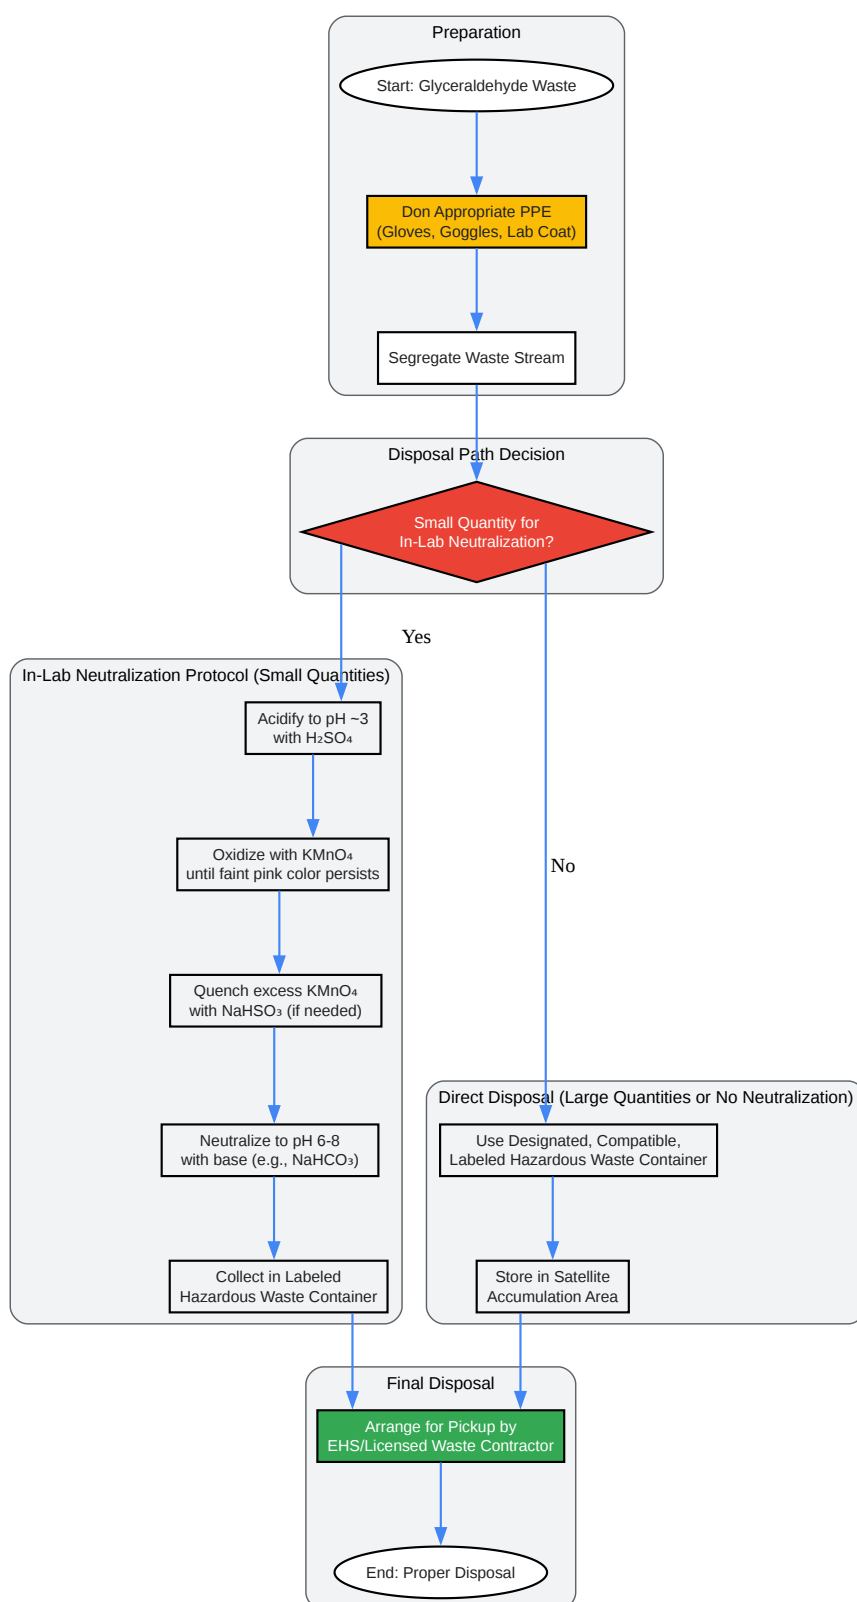 Preparation
Start: Glyceraldehyde Waste
Don Appropriate PPE
(Gloves, Goggles, Lab Coat)
Segregate Waste Stream
Disposal Path Decision
Small Quantity for
In-Lab Neutralization?
Yes
In-Lab Neutralization Protocol (Small Quantities)
Acidify to pH ~3
with H₂SO₄
Oxidize with KMnO₄
until faint pink color persists
Quench excess KMnO₄
with NaHSO₃ (if needed)
Neutralize to pH 6-8
with base (e.g., NaHCO₃)
Collect in Labeled
Hazardous Waste Container
No
Direct Disposal (Large Quantities or No Neutralization)
Use Designated, Compatible,
Labeled Hazardous Waste Container
Store in Satellite
Accumulation Area
Final Disposal
Arrange for Pickup by
EHS/Licensed Waste Contractor
End: Proper Disposal